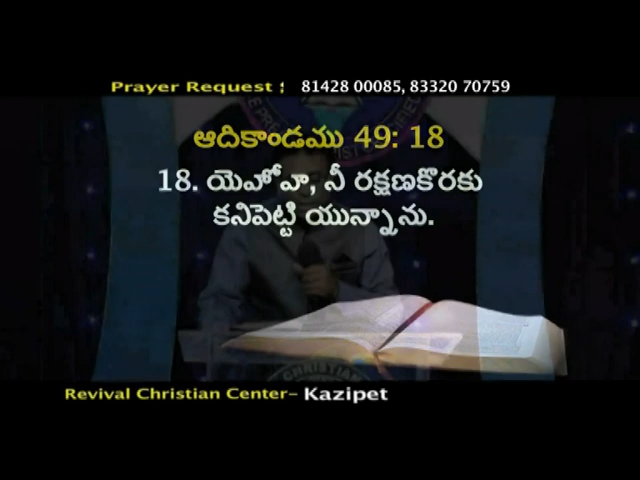 Prayer Request : 81428 00085, 83320 70759
ఆదికాండము 49: 18
18. యెహోవా, నీ రక్షణకొరకు
కనిపెట్టి యున్నాను.
CHRISTIAN
Revival Christian Center- Kazipet